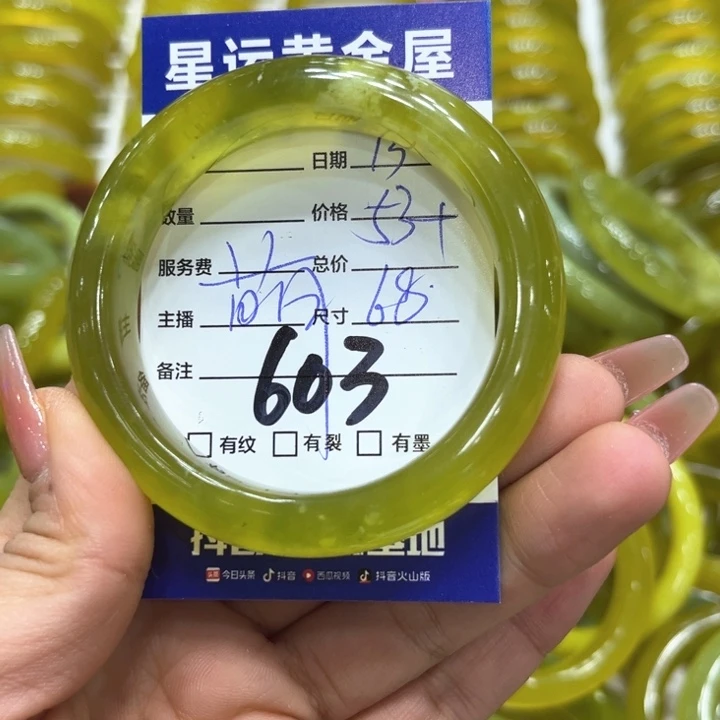 星运黄金屋
日期 15
数量 价格 53+
服务费 总价
主播 萌 尺寸 68
备注 603
有纹 有裂 有墨
今日头条 抖音 西瓜视频 抖音火山版